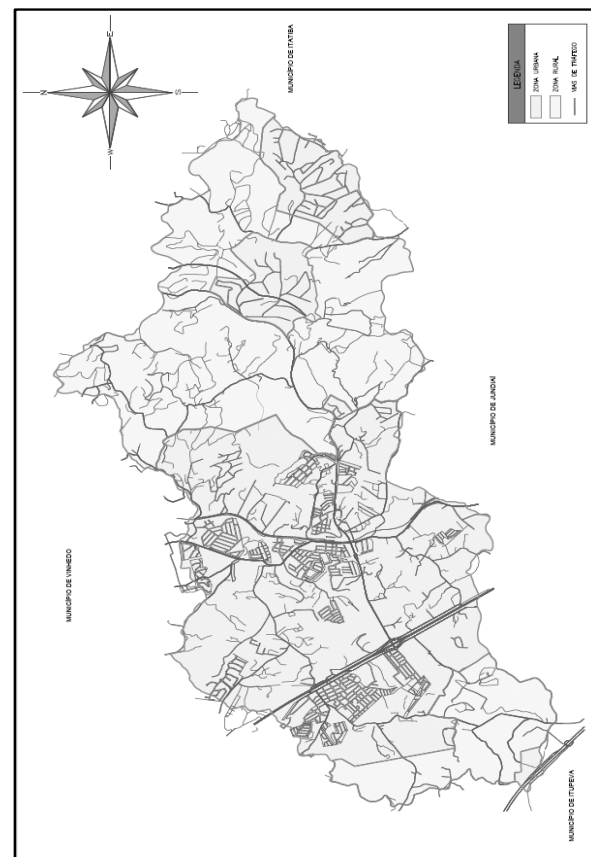 N
E
S
W
MUNICÍPIO DE ITATIBA
LEGENDA
ZONA URBANA
ZONA RURAL
VIAS DE TRÁFEGO
MUNICÍPIO DE VINHEDO
MUNICÍPIO DE JUNDIAÍ
MUNICÍPIO DE ITUPEVA